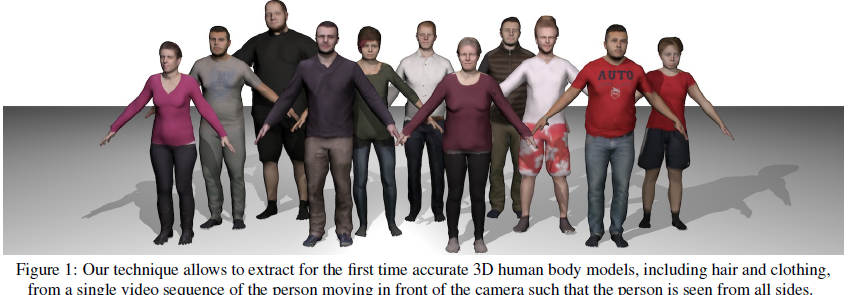 AUTO
Figure 1: Our technique allows to extract for the first time accurate 3D human body models, including hair and clothing,
from a single video sequence of the person moving in front of the camera such that the person is seen from all sides.